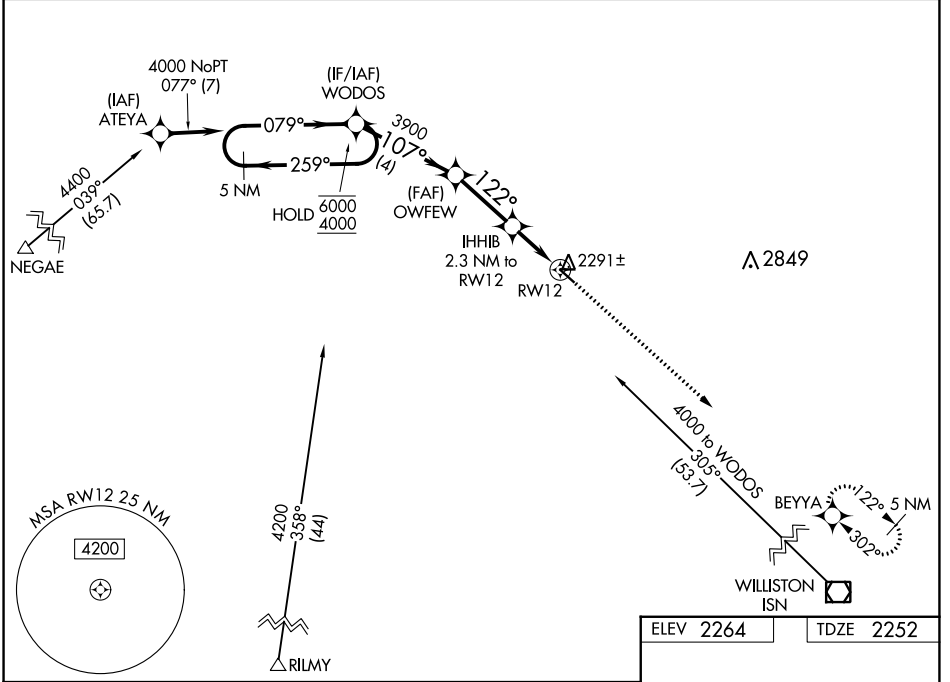 4000 NoPT
077° (7)
(IAF)
ATEYA
(IF/IAF)
WODOS
079°
259°
5 NM
HOLD
6000
4000
3900
107°
(4)
(FAF)
OWFEW
122°
IHHIB
2.3 NM to
RW12
RW12
2291±
2849
4400
039°
(65.7)
NEGAE
4200
358°
(44)
RILMY
4000 to WODOS
305°
(53.7)
BEYYA
122°
5 NM
302°
WILLISTON
ISN
MSA RW12 25 NM
4200
ELEV 2264
TDZE 2252